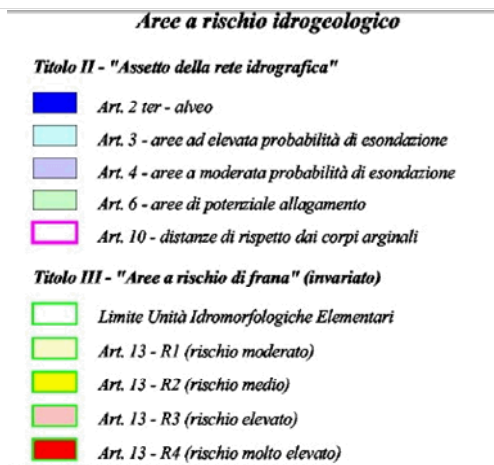 Aree a rischio idrogeologico
Titolo II - "Assetto della rete idrografica"
Art. 2 ter - alveo
Art. 3 - aree ad elevata probabilità di esondazione
Art. 4 - aree a moderata probabilità di esondazione
Art. 6 - aree di potenziale allagamento
Art. 10 - distanze di rispetto dai corpi arginali
Titolo III - "Aree a rischio di frana" (invariato)
Limite Unità Idromorfologiche Elementari
Art. 13 - R1 (rischio moderato)
Art. 13 - R2 (rischio medio)
Art. 13 - R3 (rischio elevato)
Art. 13 - R4 (rischio molto elevato)